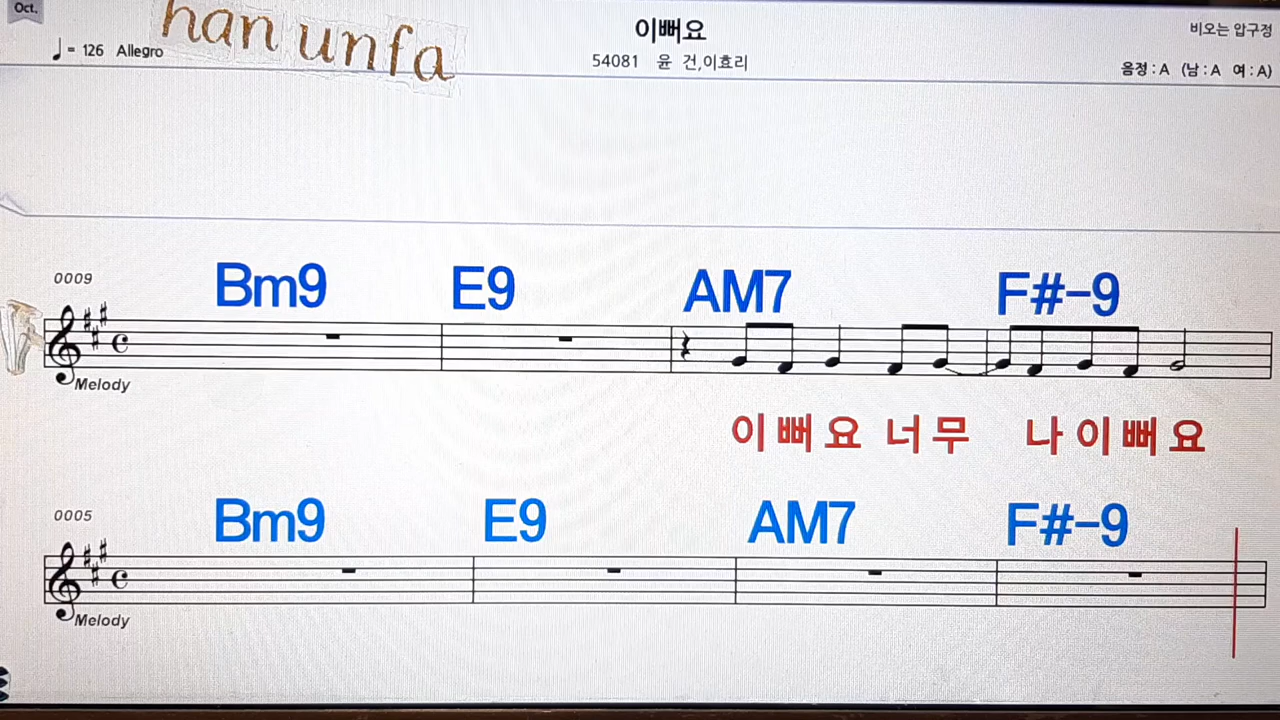 Oct.
han unfa
이뻐요
비오는 압구정
♩= 126 Allegro
54081 윤 건,이효리
음정 : A (남 : A 여 : A)
0009
Bm9 E9 AM7 F#-9
Melody
이 뻐 요 너 무 나 이 뻐 요
0005
Bm9 E9 AM7 F#-9
Melody